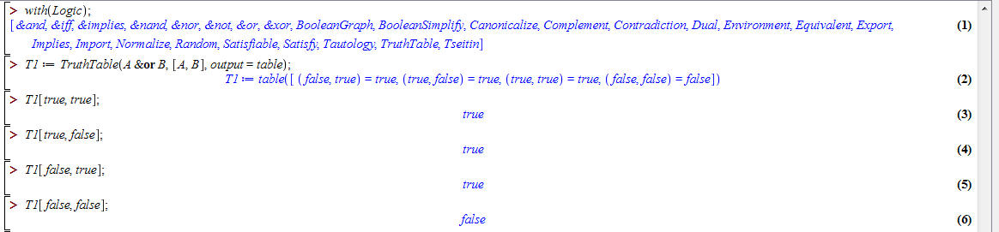 > with(Logic);
[&and, &iff, &implies, &nand, &nor, &not, &or, &xor, BooleanGraph, BooleanSimplify, Canonicalize, Complement, Contradiction, Dual, Environment, Equivalent, Export, (1)
Implies, Import, Normalize, Random, Satisfiable, Satisfy, Tautology, TruthTable, Tseitin]
> T1 := TruthTable(A &or B, [A, B], output = table);
T1 := table([ (false, true) = true, (true, false) = true, (true, true) = true, (false, false) = false]) (2)
> T1[true, true];
true (3)
> T1[true, false];
true (4)
> T1[false, true];
true (5)
> T1[false, false];
false (6)